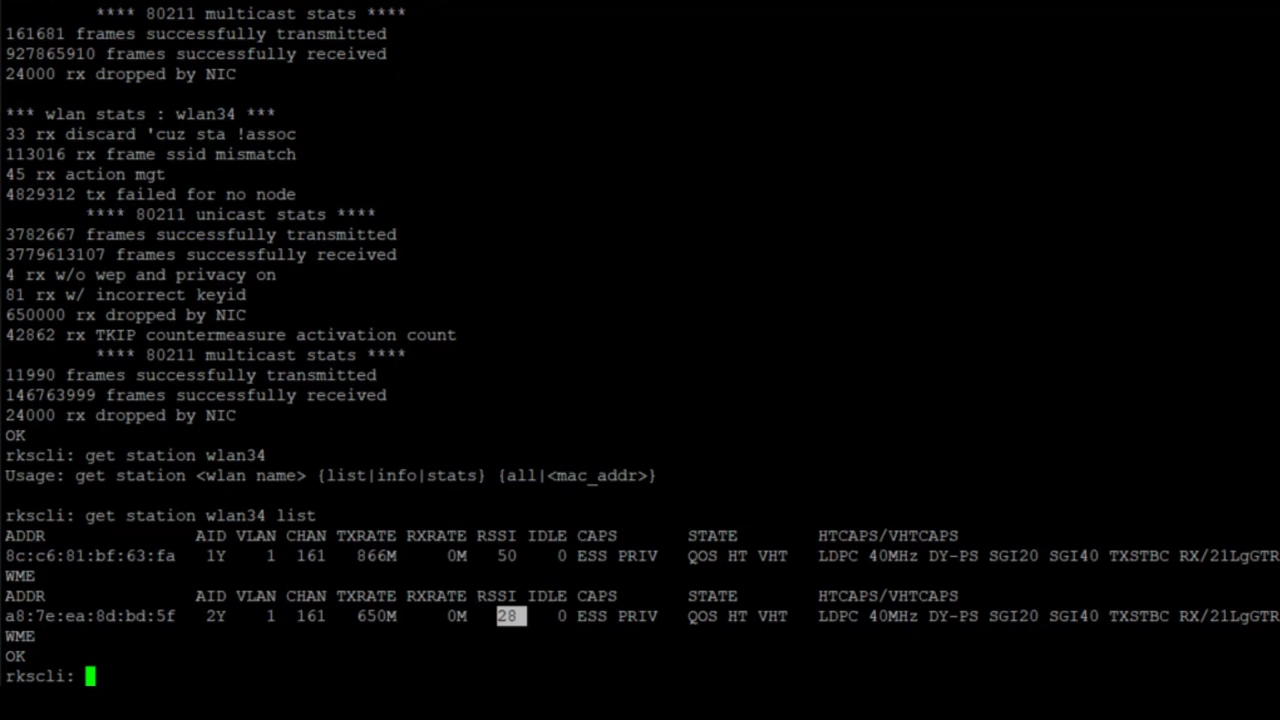 **** 80211 multicast stats ****
161681 frames successfully transmitted
927865910 frames successfully received
24000 rx dropped by NIC
*** wlan stats : wlan34 ***
33 rx discard 'cuz sta !assoc
113016 rx frame ssid mismatch
45 rx action mgt
4829312 tx failed for no node
**** 80211 unicast stats ****
3782667 frames successfully transmitted
3779613107 frames successfully received
4 rx w/o wep and privacy on
81 rx w/ incorrect keyid
650000 rx dropped by NIC
42862 rx TKIP countermeasure activation count
**** 80211 multicast stats ****
11990 frames successfully transmitted
146763999 frames successfully received
24000 rx dropped by NIC
OK
rkscli: get station wlan34
Usage: get station <wlan name> {list|info|stats} {all|<mac_addr>}
rkscli: get station wlan34 list
ADDR AID VLAN CHAN TXRATE RXRATE RSSI IDLE CAPS STATE HTCAPS/VHTCAPS
8c:c6:81:bf:63:fa 1Y 1 161 866M 0M 50 0 ESS PRIV QOS HT VHT LDPC 40MHz DY-PS SGI20 SGI40 TXSTBC RX/21LgGTR
WME
ADDR AID VLAN CHAN TXRATE RXRATE RSSI IDLE CAPS STATE HTCAPS/VHTCAPS
a8:7e:ea:8d:bd:5f 2Y 1 161 650M 0M 28 0 ESS PRIV QOS HT VHT LDPC 40MHz DY-PS SGI20 SGI40 TXSTBC RX/21LgGTR
WME
OK
rkscli: